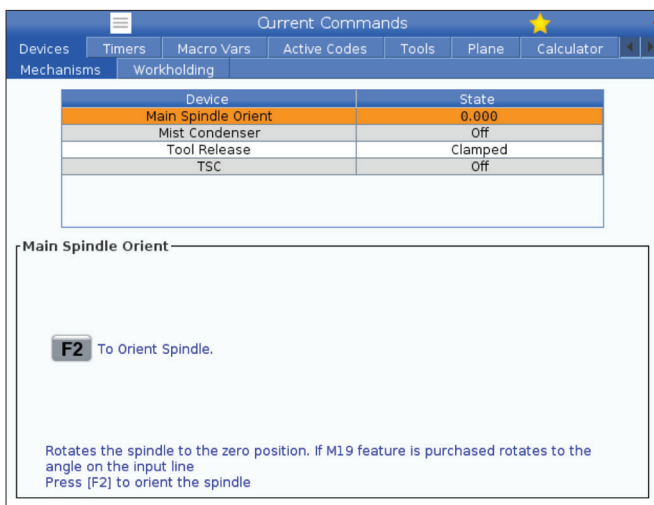 Current Commands
Devices Timers Macro Vars Active Codes Tools Plane Calculator
Mechanisms Workholding
Device State
Main Spindle Orient 0.000
Mist Condenser Off
Tool Release Clamped
TSC Off
Main Spindle Orient
F2 To Orient Spindle.
Rotates the spindle to the zero position. If M19 feature is purchased rotates to the
angle on the input line
Press [F2] to orient the spindle